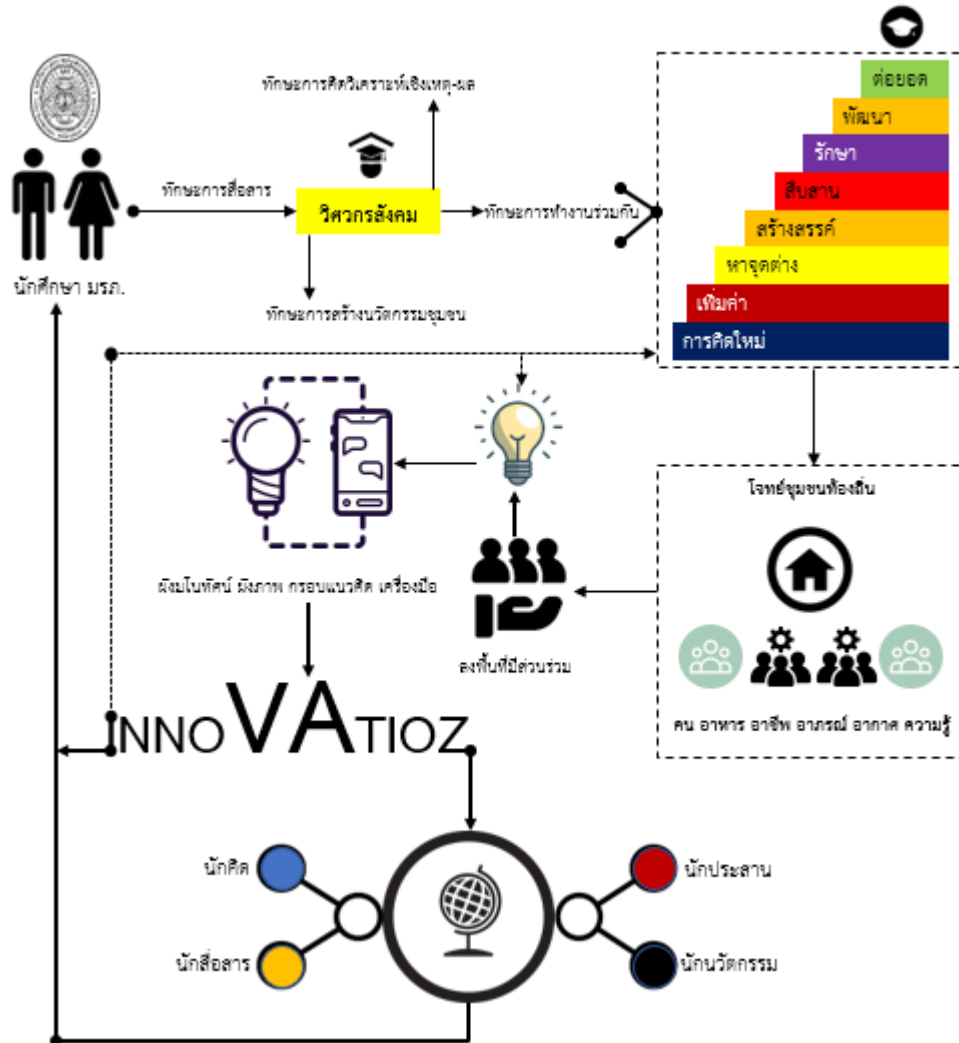 ทักษะการคิดวิเคราะห์เชิงเหตุ-ผล
ทักษะการสื่อสาร
วิศวกรสังคม
ทักษะการทำงานร่วมกัน
นักศึกษา มรภ.
ทักษะการสร้างนวัตกรรมชุมชน
ต่อยอด
พัฒนา
รักษา
สืบสาน
สร้างสรรค์
หาจุดต่าง
เพิ่มค่า
การคิดใหม่
โจทย์ชุมชนท้องถิ่น
คน อาหาร อาชีพ อาภรณ์ อากาศ ความรู้
ลงพื้นที่มีส่วนร่วม
ผังมโนทัศน์ ผังภาพ กรอบแนวคิด เครื่องมือ
INNOVATIOZ
นักคิด
นักประสาน
นักสื่อสาร
นักนวัตกรรม